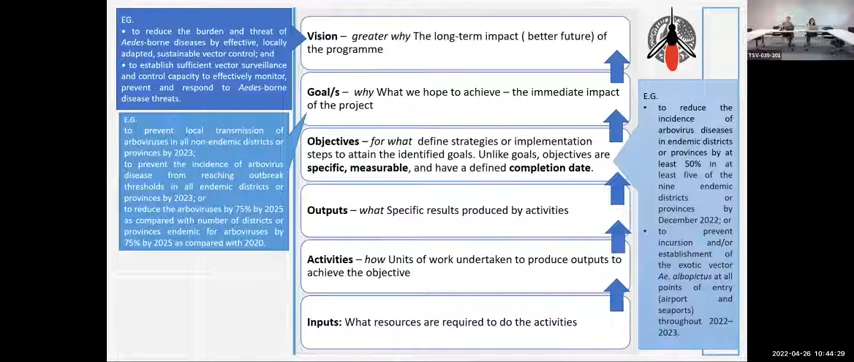 EG.
• to reduce the burden and threat of
Aedes-borne diseases by effective, locally
adapted, sustainable vector control; and
• to establish sufficient vector surveillance
and control capacity to effectively monitor,
prevent and respond to Aedes-borne
disease threats.
E.G.
to prevent local transmission of
arboviruses in all non-endemic districts or
provinces by 2023;
to prevent the incidence of arbovirus
disease from reaching outbreak
thresholds in all endemic districts or
provinces by 2023; or
to reduce the arboviruses by 75% by 2025
as compared with number of districts or
provinces endemic for arboviruses by
75% by 2025 as compared with 2020.
Vision – greater why The long-term impact ( better future) of
the programme
Goal/s – why What we hope to achieve – the immediate impact
of the project
Objectives – for what define strategies or implementation
steps to attain the identified goals. Unlike goals, objectives are
specific, measurable, and have a defined completion date.
Outputs – what Specific results produced by activities
Activities – how Units of work undertaken to produce outputs to
achieve the objective
Inputs: What resources are required to do the activities
E.G.
• to reduce the
incidence of
arbovirus diseases
in endemic districts
or provinces by at
least 50% in at
least five of the
nine endemic
districts or
provinces by
December 2022; or
• to prevent
incursion and/or
establishment of
the exotic vector
Ae. albopictus at all
points of entry
(airport and
seaports)
throughout 2022–
2023.
TSV-039-201
2022-04-26 10:44:29